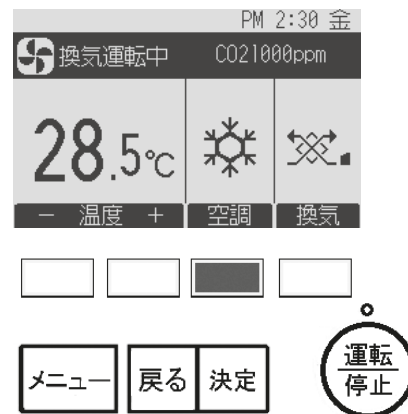 PM 2:30 金
換気運転中 CO21000ppm
28.5℃
− 温度 + 空調 換気
メニュー 戻る 決定 運転
停止